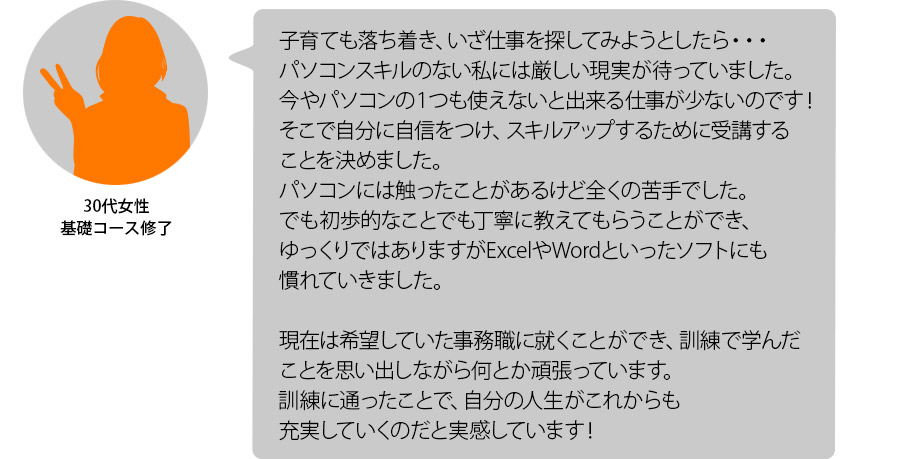 子育ても落ち着き、いざ仕事を探してみようとしたら・・・
パソコンスキルのない私には厳しい現実が待っていました。
今やパソコンの1つも使えないと出来る仕事が少ないのです！
そこで自分に自信をつけ、スキルアップするために受講する
ことを決めました。
パソコンには触ったことがあるけど全くの苦手でした。
でも初歩的なことでも丁寧に教えてもらうことができ、
ゆっくりではありますがExcelやWordといったソフトにも
慣れていきました。
現在は希望していた事務職に就くことができ、訓練で学んだ
ことを思い出しながら何とか頑張っています。
訓練に通ったことで、自分の人生がこれからも
充実していくのだと実感しています！
30代女性
基礎コース修了